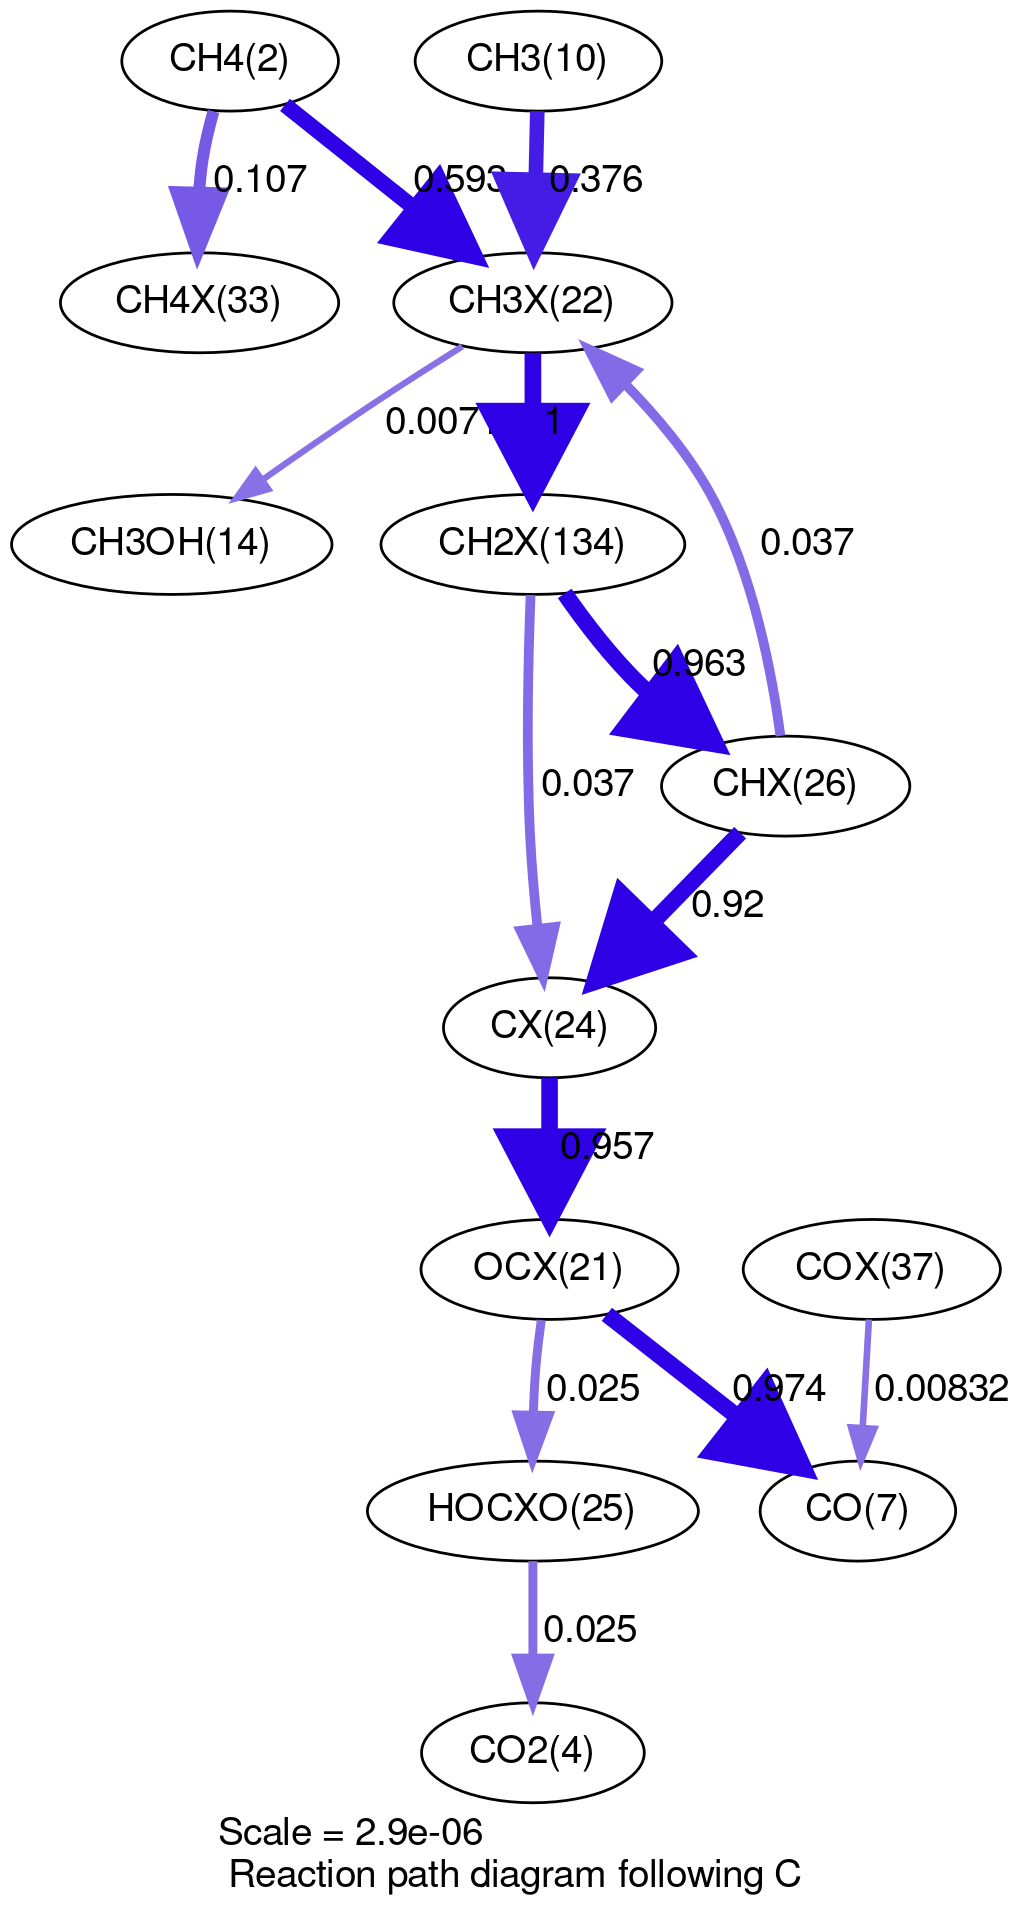 CH4(2)
CH3(10)
0.107
0.593
0.376
CH4X(33)
CH3X(22)
1
0.037
CH3OH(14)
CH2X(134)
0.963
0.037
CHX(26)
0.92
CX(24)
0.957
OCX(21)
COX(37)
0.025
0.974
0.00832
HOCXO(25)
CO(7)
0.025
CO2(4)
Scale = 2.9e-06
Reaction path diagram following C